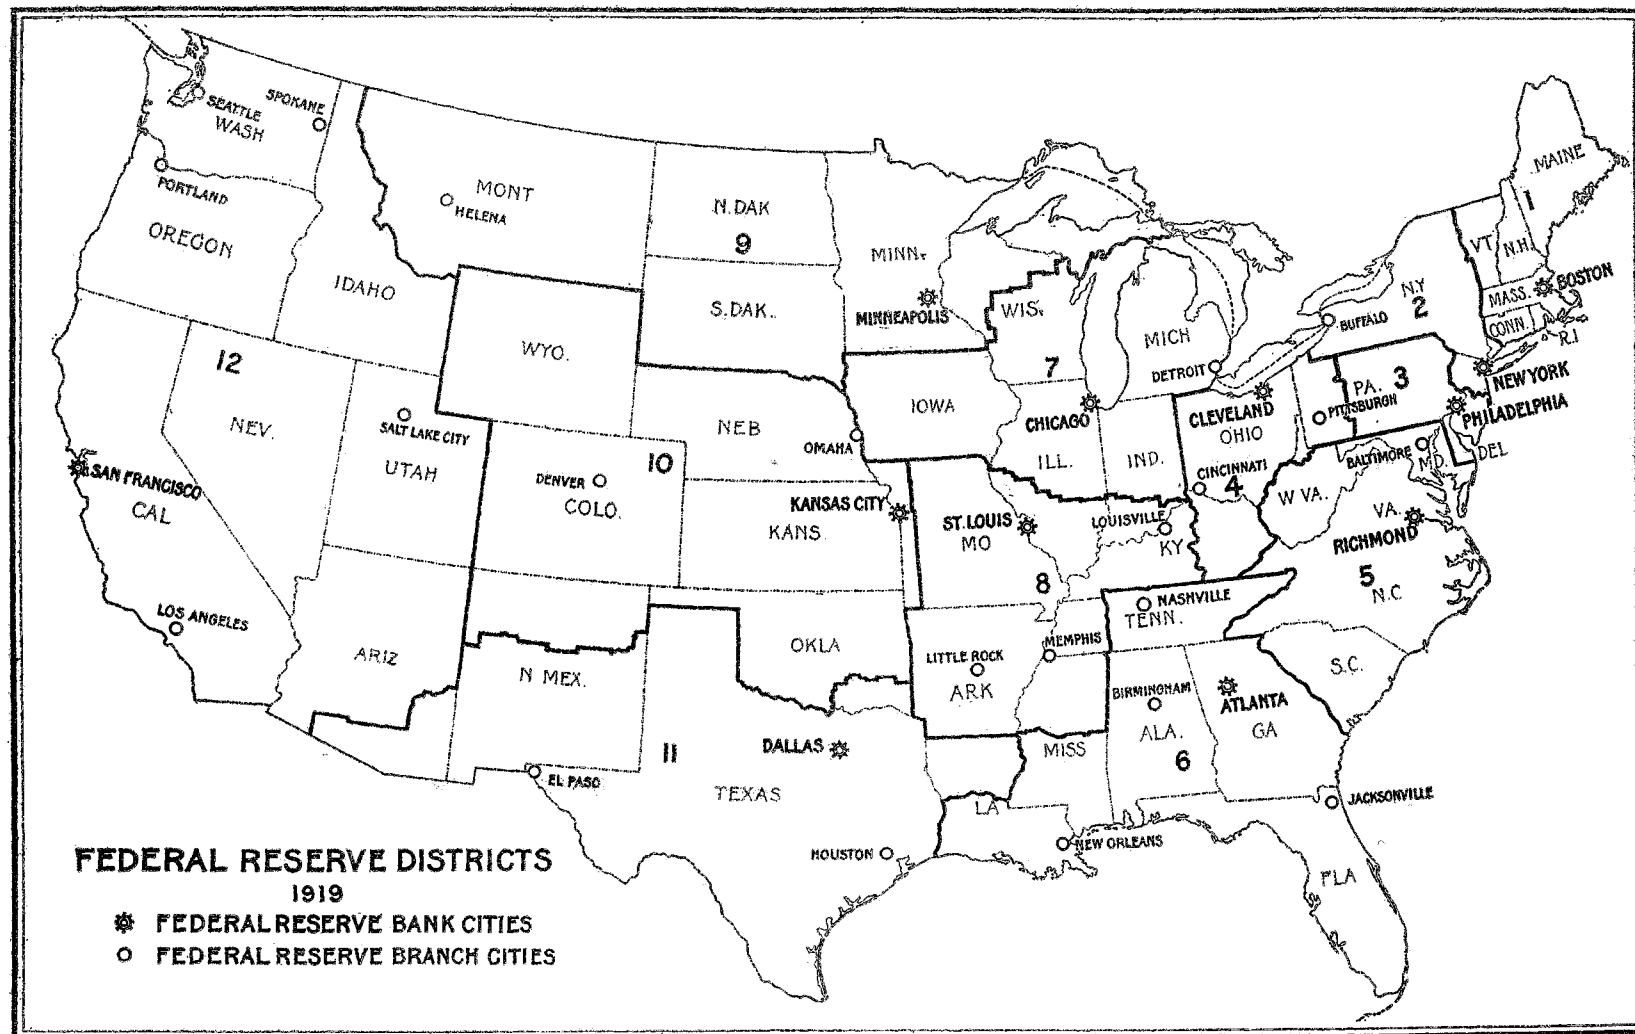 SEATTLE
SPOKANE
WASH
PORTLAND
OREGON
MONT
HELENA
IDAHO
N. DAK
9
S. DAK.
MINN.
MINNEAPOLIS
WIS.
MICH
DETROIT
MAINE
1
VT
N.H.
MASS.
BOSTON
CONN.
R.I
N.Y
2
BUFFALO
NEW YORK
PA.
3
PITTSBURGH
PHILADELPHIA
12
WYO.
NEV.
SALT LAKE CITY
UTAH
SAN FRANCISCO
CAL
LOS ANGELES
ARIZ
NEB
OMAHA
10
DENVER
COLO.
KANSAS CITY
KANS
IOWA
7
CHICAGO
ILL.
IND.
CLEVELAND
OHIO
CINCINNATI
4
BALTIMORE
MD.
DEL
W VA.
VA.
RICHMOND
5
N.C
ST. LOUIS
MO
8
LOUISVILLE
KY
NASHVILLE
TENN.
MEMPHIS
LITTLE ROCK
ARK
OKLA
N MEX.
EL PASO
11
DALLAS
TEXAS
HOUSTON
LA
MISS
NEW ORLEANS
BIRMINGHAM
ALA.
6
ATLANTA
GA
S.C.
JACKSONVILLE
FLA
FEDERAL RESERVE DISTRICTS
1919
FEDERAL RESERVE BANK CITIES
FEDERAL RESERVE BRANCH CITIES